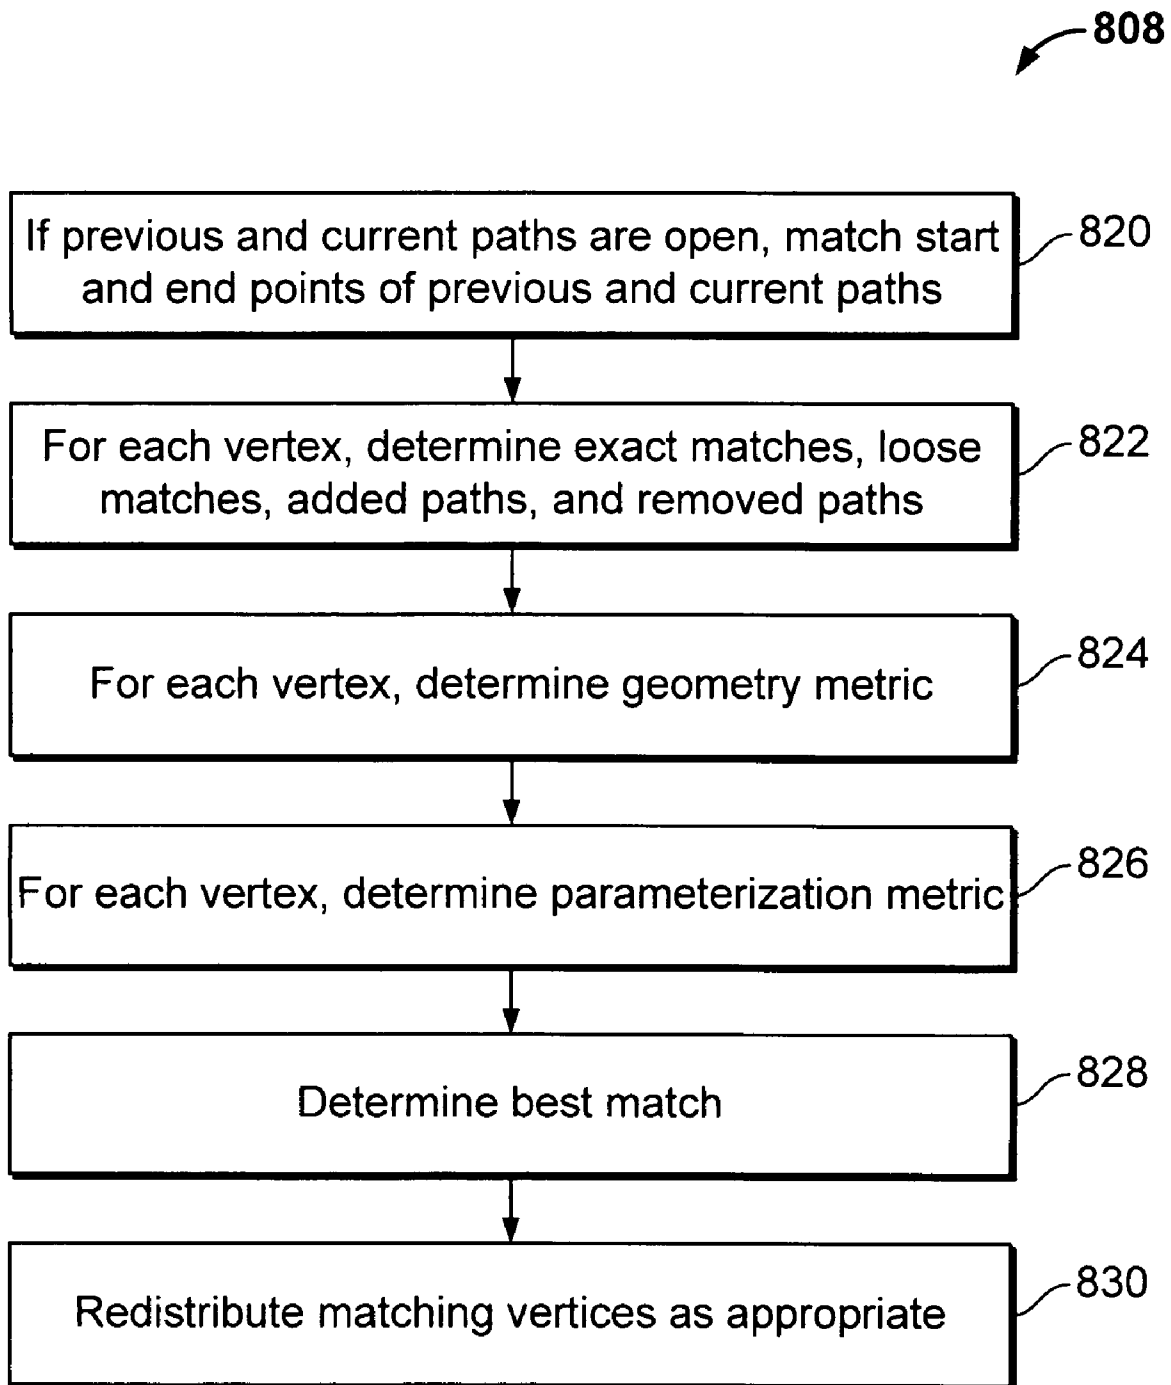 808
If previous and current paths are open, match start
and end points of previous and current paths
820
For each vertex, determine exact matches, loose
matches, added paths, and removed paths
822
For each vertex, determine geometry metric
824
For each vertex, determine parameterization metric
826
Determine best match
828
Redistribute matching vertices as appropriate
830